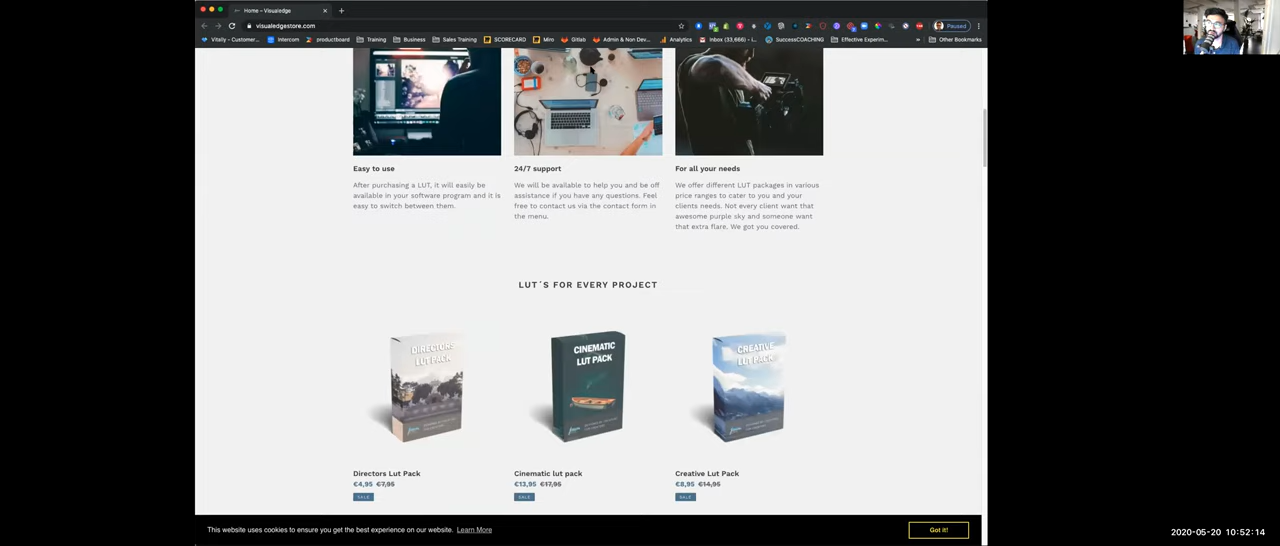 Home – Visualedge
visualedgestore.com
Paused
Vitally - Customer...
Intercom
productboard
Training
Business
Sales Training
SCORECARD
Miro
Gitlab
Admin & Non Dev...
Analytics
Inbox (33,666) - l...
SuccessCOACHING
Effective Experim...
Other Bookmarks
Easy to use
After purchasing a LUT, it will easily be
available in your software program and it is
easy to switch between them.
24/7 support
We will be available to help you and be off
assistance if you have any questions. Feel
free to contact us via the contact form in
the menu.
For all your needs
We offer different LUT packages in various
price ranges to cater to you and your
clients needs. Not every client want that
awesome purple sky and someone want
that extra flare. We got you covered.
LUT´S FOR EVERY PROJECT
DIRECTORS
LUT PACK
CINEMATIC
LUT PACK
CREATIVE
LUT PACK
Directors Lut Pack
€4,95 €7,95
SALE
Cinematic lut pack
€13,95 €17,95
SALE
Creative Lut Pack
€8,95 €14,95
SALE
This website uses cookies to ensure you get the best experience on our website. Learn More
Got it!
2020-05-20 10:52:14